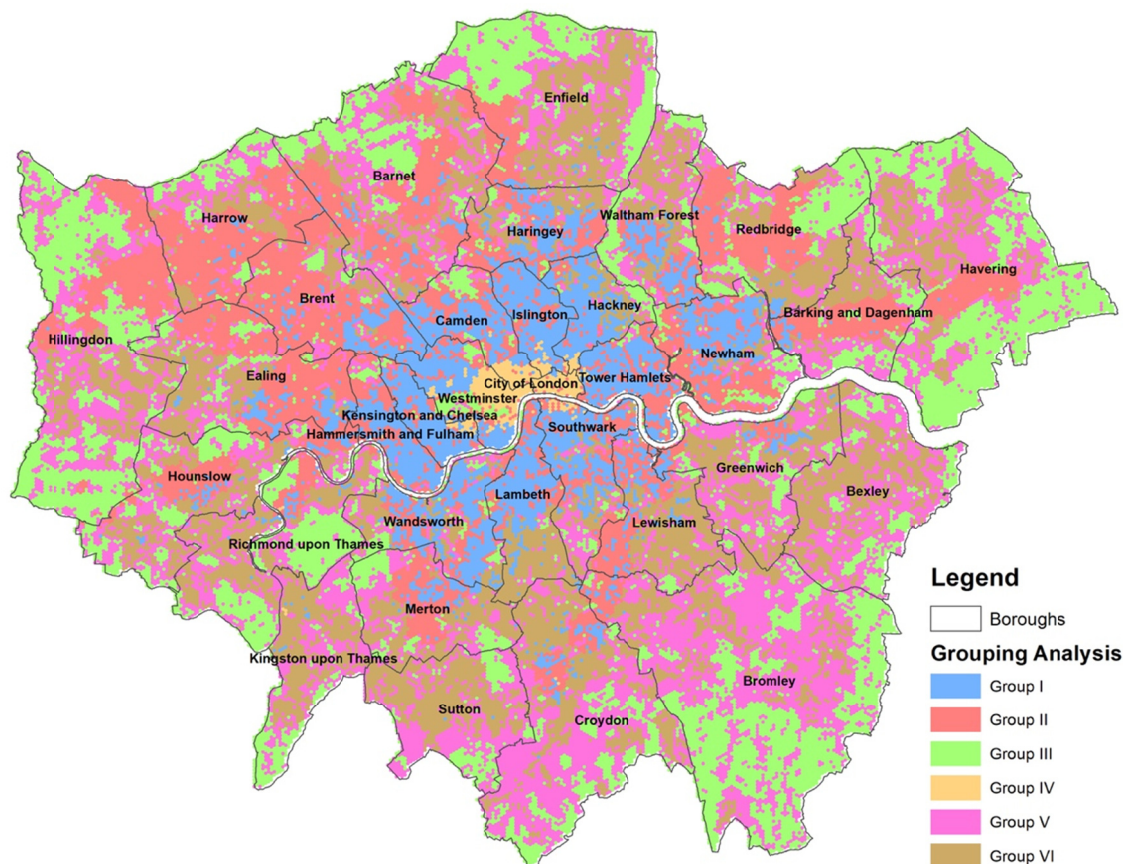 Enfield
Barnet
Harrow
Waltham Forest
Haringey
Redbridge
Havering
Brent
Hackney
Camden
Islington
Barking and Dagenham
Hillingdon
Newham
Ealing
City of London
Tower Hamlets
Westminster
Kensington and Chelsea
Southwark
Hammersmith and Fulham
Hounslow
Greenwich
Bexley
Lambeth
Wandsworth
Lewisham
Richmond upon Thames
Merton
Kingston upon Thames
Bromley
Sutton
Croydon
Legend
Boroughs
Grouping Analysis
Group I
Group II
Group III
Group IV
Group V
Group VI